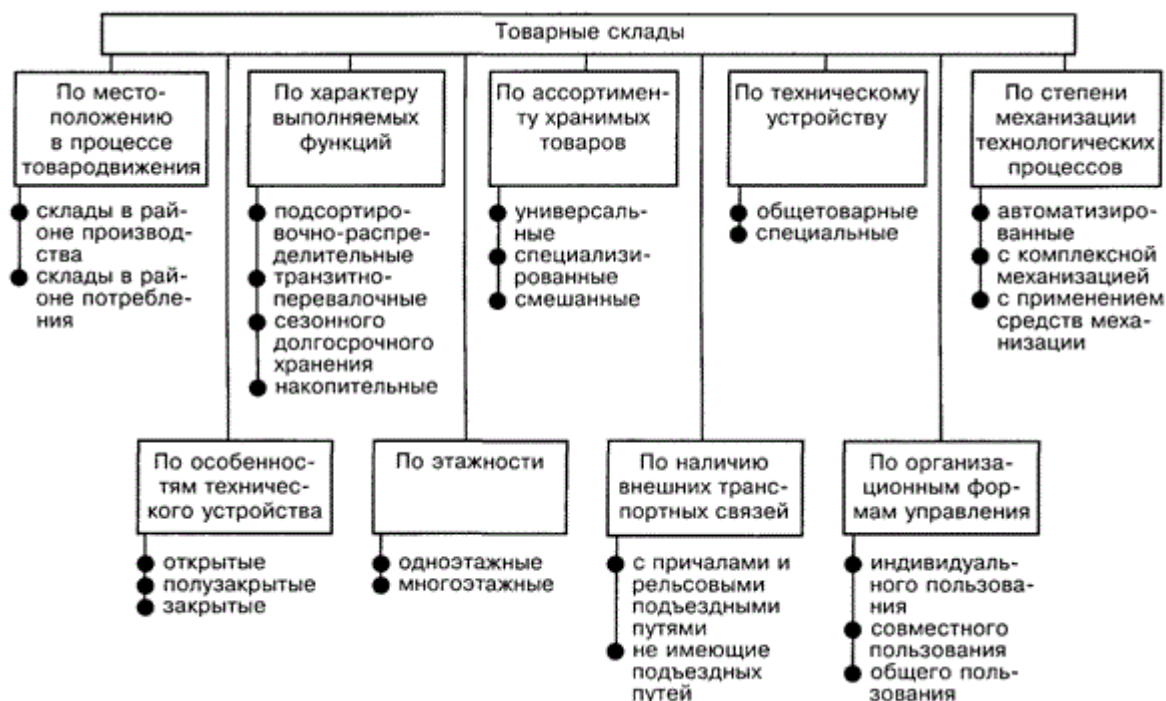 Товарные склады
По место-
положению
в процессе
товародвижения
склады в рай-
оне производ-
ства
склады в рай-
оне потребле-
ния
По характеру
выполняемых
функций
подсортиро-
вочно-распре-
делительные
транзитно-
перевалочные
сезонного
долгосрочного
хранения
накопительные
По ассортимен-
ту хранимых
товаров
универсаль-
ные
специализи-
рованные
смешанные
По техническому
устройству
общетоварные
специальные
По степени
механизации
технологических
процессов
автоматизиро-
ванные
с комплексной
механизацией
с применением
средств меха-
низации
По особеннос-
тям техничес-
кого устройства
открытые
полузакрытые
закрытые
По этажности
одноэтажные
многоэтажные
По наличию
внешних транс-
портных связей
с причалами и
рельсовыми
подъездными
путями
не имеющие
подъездных
путей
По организа-
ционным фор-
мам управления
индивидуаль-
ного пользова-
ния
совместного
пользования
общего поль-
зования